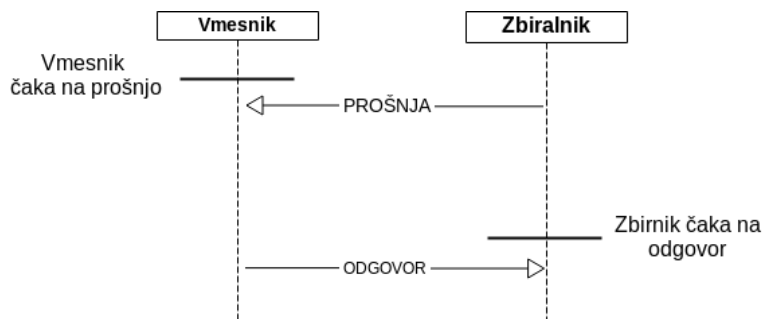 Vmesnik
Zbiralnik
Vmesnik
čaka na prošnjo
PROŠNJA
Zbirnik čaka na
odgovor
ODGOVOR